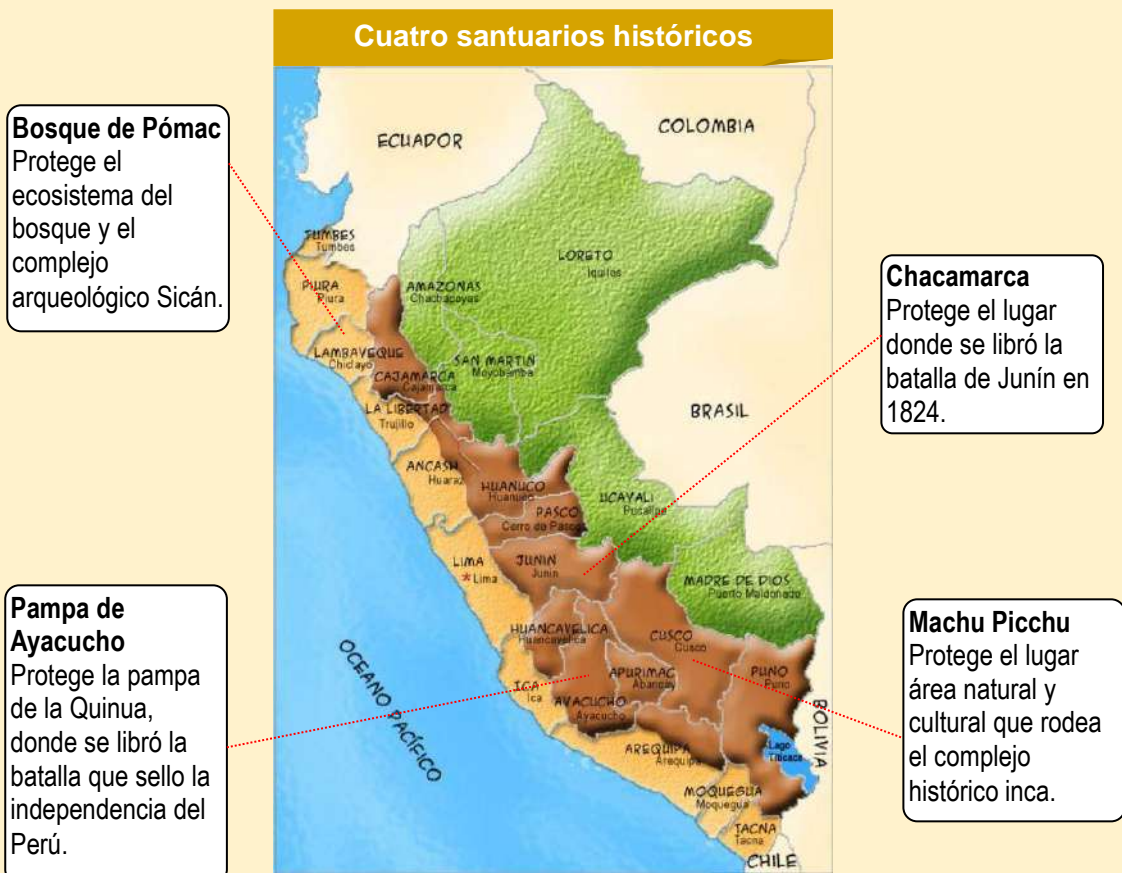 Cuatro santuarios históricos
Bosque de Pómac
Protege el
ecosistema del
bosque y el
complejo
arqueológico Sicán.
Pampa de
Ayacucho
Protege la pampa
de la Quinua,
donde se libró la
batalla que sello la
independencia del
Perú.
ECUADOR
COLOMBIA
TUMBES
Tumbes
LORETO
Iquitos
PIURA
Piura
AMAZONAS
Chachapoyas
LAMBAYEQUE
Chiclayo
SAN MARTIN
Moyobamba
CAJAMARCA
Cajamarca
LA LIBERTAD
Trujillo
BRASIL
ANCASH
Huaraz
HUANUCO
Huanuco
UCAYALI
Pucallpa
PASCO
Cerro de Pasco
LIMA
*Lima
JUNIN
Junin
MADRE DE DIOS
Puerto Maldonado
HUANCAVELICA
Huancavelica
CUSCO
Cusco
APURIMAC
Abancay
PUNO
Puno
ICA
Ica
AYACUCHO
Ayacucho
OCEANO PACÍFICO
AREQUIPA
Arequipa
Lago
Titicaca
BOLIVIA
MOQUEGUA
Moquegua
TACNA
Tacna
CHILE
Chacamarca
Protege el lugar
donde se libró la
batalla de Junín en
1824.
Machu Picchu
Protege el lugar
área natural y
cultural que rodea
el complejo
histórico inca.